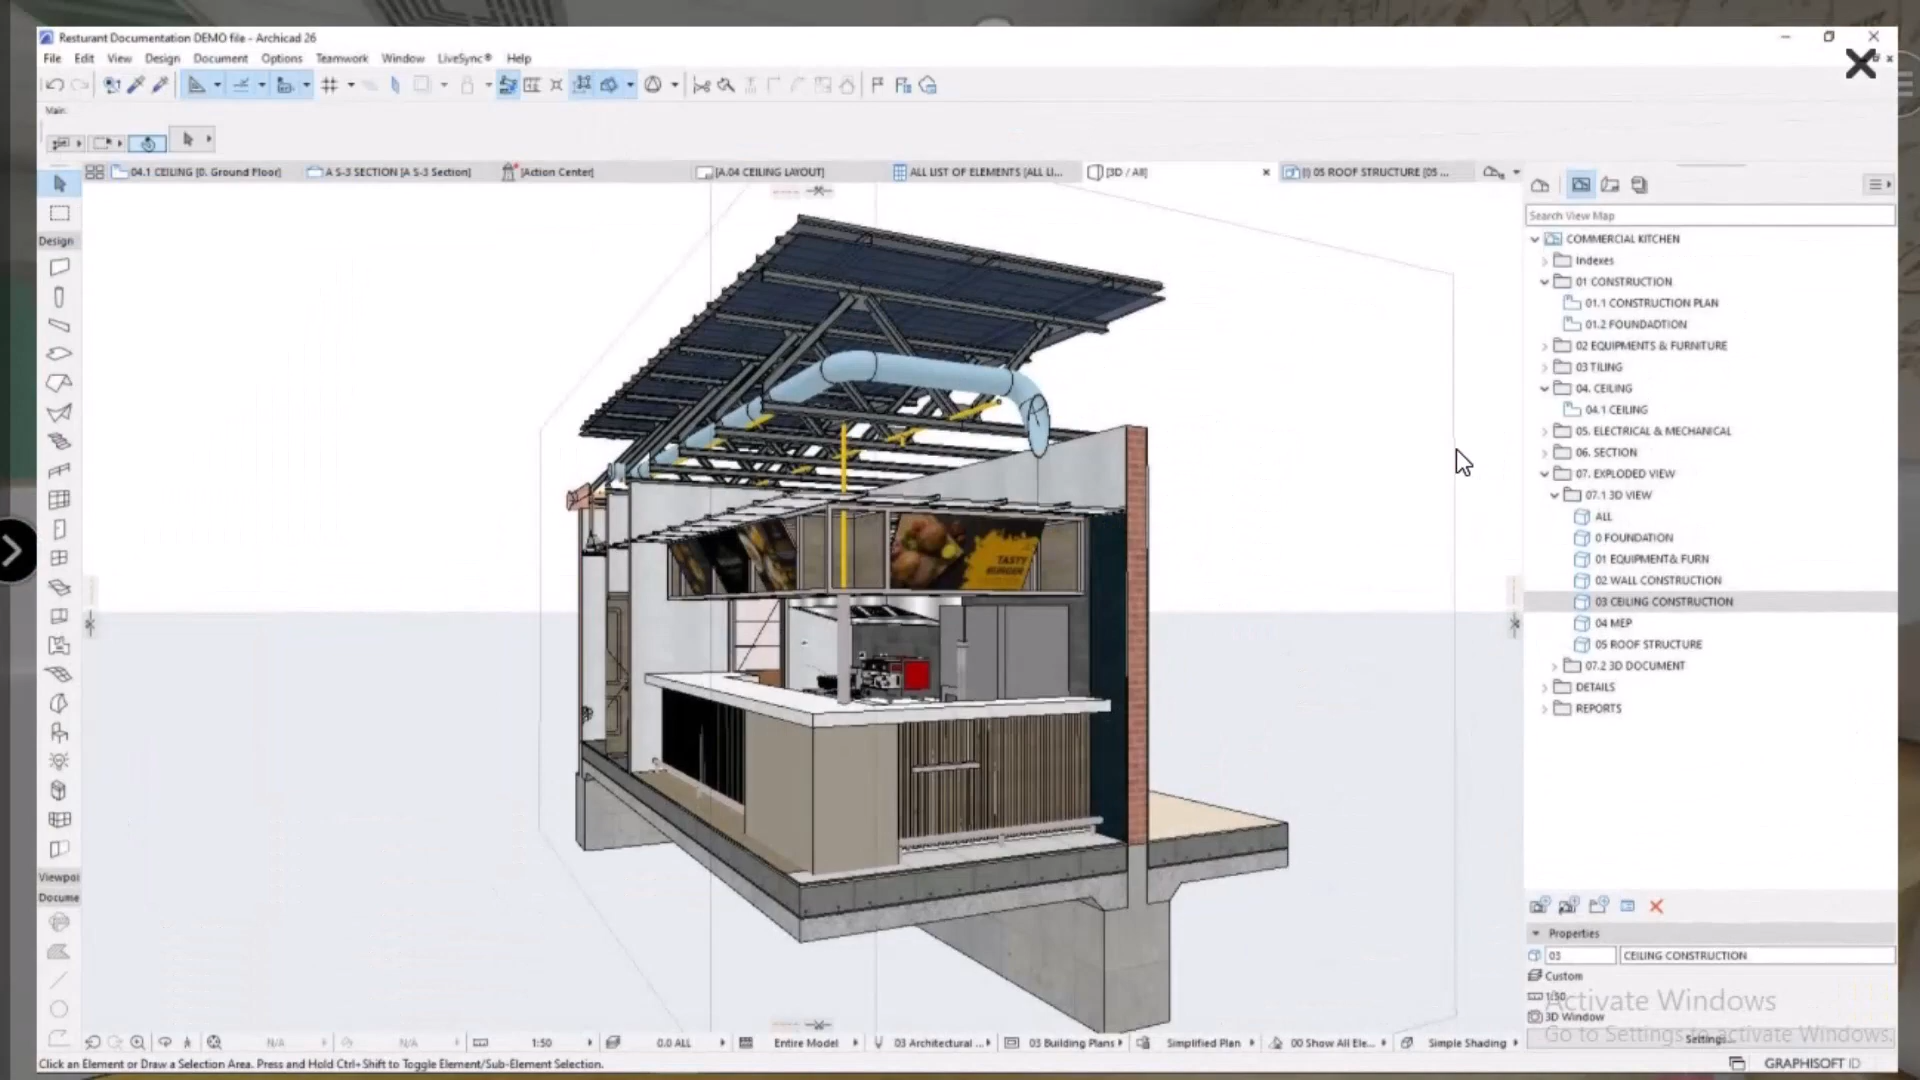 Resturant Documentation DEMO file - Archicad 26
File Edit View Design Document Options Teamwork Window LiveSync® Help
Main:
04.1 CEILING [0. Ground Floor] A S-3 SECTION [A S-3 Section] [Action Center] [A.04 CEILING LAYOUT] ALL LIST OF ELEMENTS [ALL LI... [3D / All] (I) 05 ROOF STRUCTURE [05 ...
Search View Map
Design
COMMERCIAL KITCHEN
Indexes
01 CONSTRUCTION
01.1 CONSTRUCTION PLAN
01.2 FOUNDADTION
02 EQUIPMENTS & FURNITURE
03 TILING
04. CEILING
04.1 CEILING
05. ELECTRICAL & MECHANICAL
06. SECTION
07. EXPLODED VIEW
07.1 3D VIEW
ALL
0 FOUNDATION
01 EQUIPMENT& FURN
02 WALL CONSTRUCTION
03 CEILING CONSTRUCTION
04 MEP
05 ROOF STRUCTURE
07.2 3D DOCUMENT
DETAILS
REPORTS
TASTY
BURGER
Viewpoi
Docume
Properties
03 CEILING CONSTRUCTION
Custom
1:50
3D Window
Settings...
Activate Windows
Go to Settings to activate Windows.
N/A N/A 1:50 0.0 ALL Entire Model 03 Architectural ... 03 Building Plans Simplified Plan 00 Show All Ele... Simple Shading
Click an Element or Draw a Selection Area. Press and Hold Ctrl+Shift to Toggle Element/Sub-Element Selection.
GRAPHISOFT ID